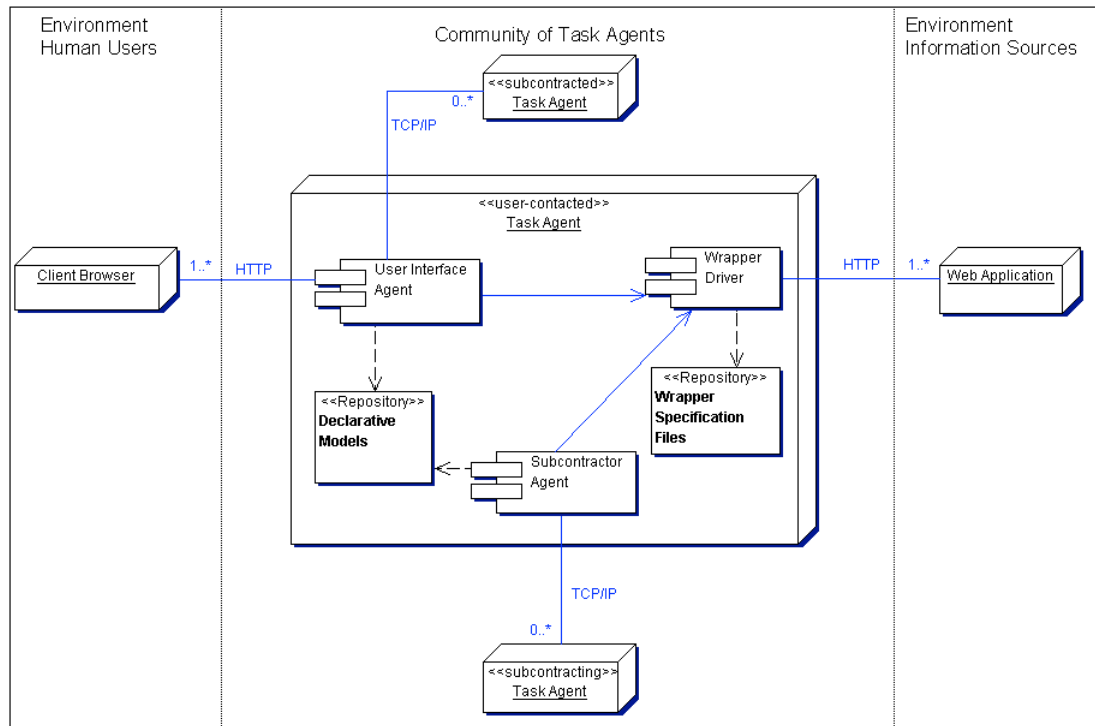 Environment
Human Users
Community of Task Agents
Environment
Information Sources
<<subcontracted>>
Task Agent
0..*
TCP/IP
<<user-contacted>>
Task Agent
Client Browser
1..*
HTTP
User Interface
Agent
Wrapper
Driver
HTTP
1..*
Web Application
<<Repository>>
Declarative
Models
<<Repository>>
Wrapper
Specification
Files
Subcontractor
Agent
TCP/IP
0..*
<<subcontracting>>
Task Agent